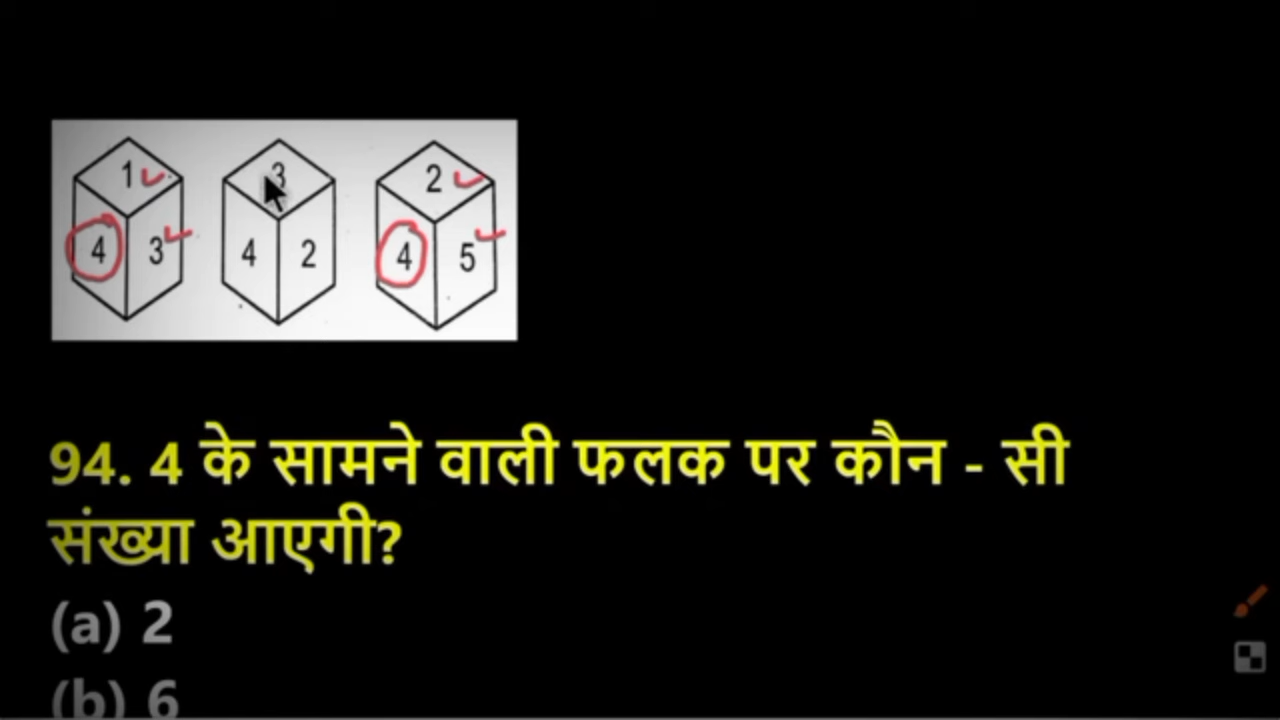 1 3 2
4 3 4 2 4 5
94. 4 के सामने वाली फलक पर कौन - सी
संख्या आएगी?
(a) 2
(b) 6